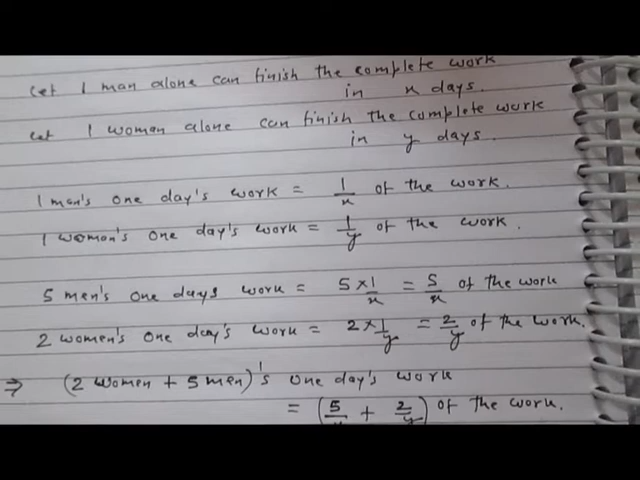 Let 1 man alone can finish the complete work
in x days.
Let 1 woman alone can finish the complete work
in y days.
1 man's one day's work = 1/x of the work.
1 woman's one day's work = 1/y of the work.
5 men's one days work = 5 × 1/x = 5/x of the work
2 women's one day's work = 2 × 1/y = 2/y of the work.
⇒ (2 women + 5 men)'s one day's work
= (5/x + 2/y) of the work.